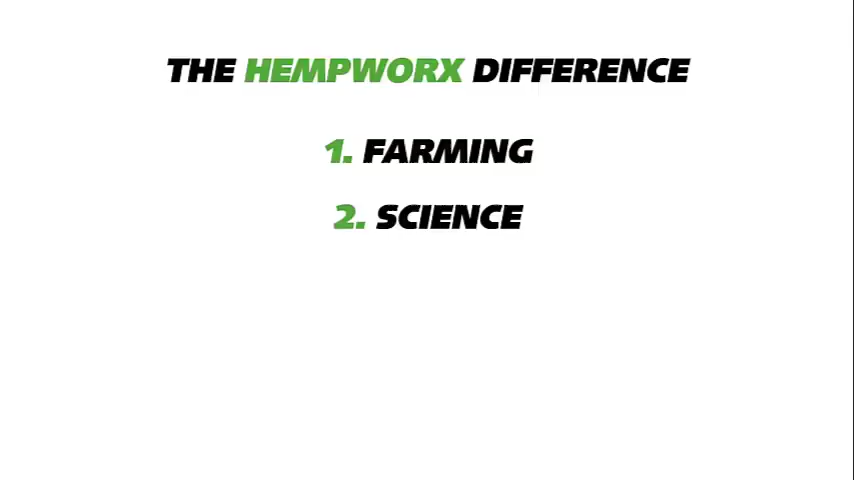 THE HEMPWORX DIFFERENCE
1. FARMING
2. SCIENCE